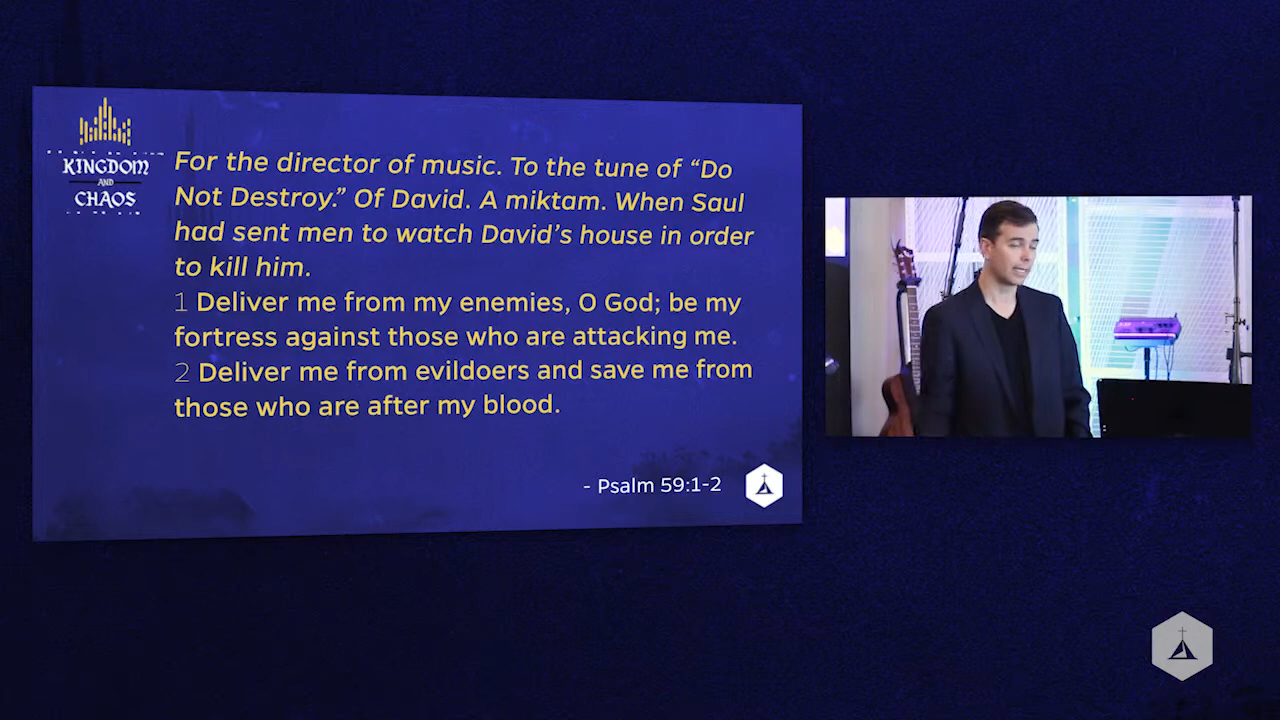 KINGDOM
AND
CHAOS
For the director of music. To the tune of “Do
Not Destroy.” Of David. A miktam. When Saul
had sent men to watch David’s house in order
to kill him.
1 Deliver me from my enemies, O God; be my
fortress against those who are attacking me.
2 Deliver me from evildoers and save me from
those who are after my blood.
- Psalm 59:1-2